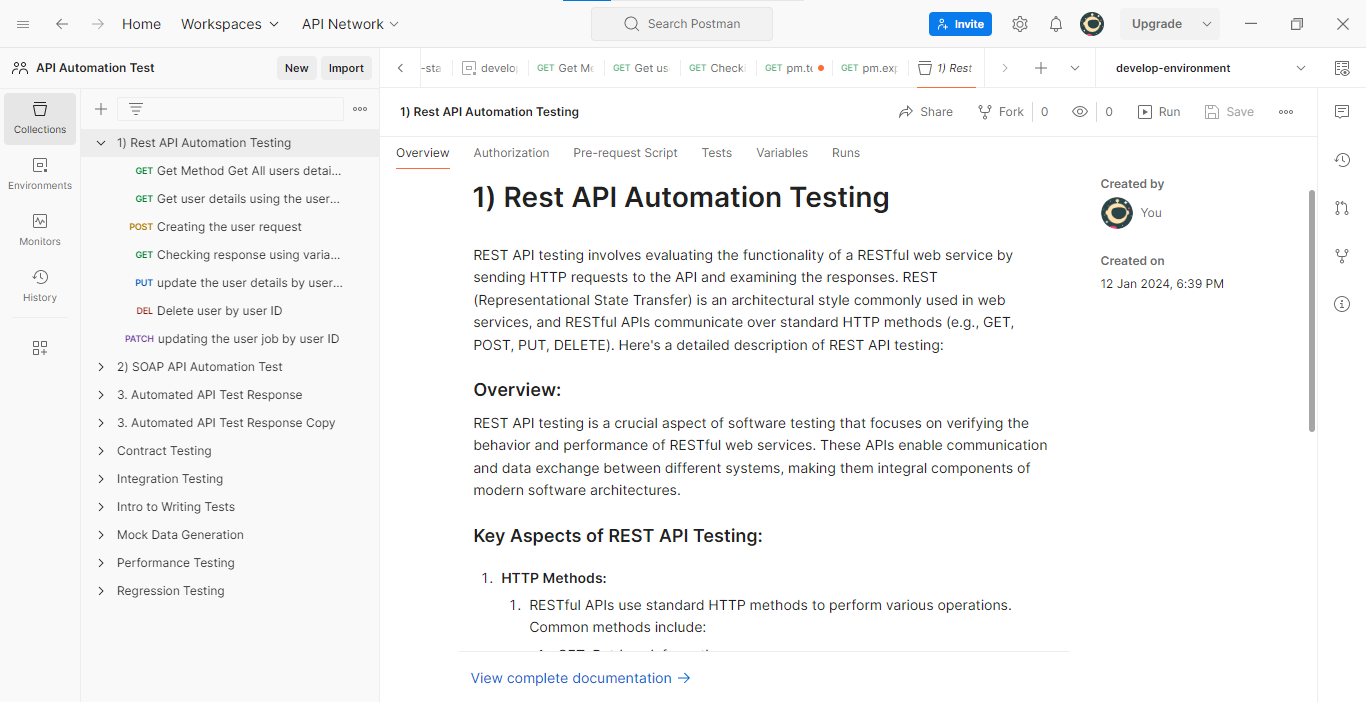 Home Workspaces API Network Search Postman Invite Upgrade
API Automation Test New Import
-sta develop GET Get Me GET Get us GET Checki GET pm.te GET pm.exp 1) Rest develop-environment
1) Rest API Automation Testing Share Fork 0 0 Run Save
Overview Authorization Pre-request Script Tests Variables Runs
Collections
Environments
Monitors
History
1) Rest API Automation Testing
GET Get Method Get All users detai...
GET Get user details using the user...
POST Creating the user request
GET Checking response using varia...
PUT update the user details by user...
DEL Delete user by user ID
PATCH updating the user job by user ID
2) SOAP API Automation Test
3. Automated API Test Response
3. Automated API Test Response Copy
Contract Testing
Integration Testing
Intro to Writing Tests
Mock Data Generation
Performance Testing
Regression Testing
1) Rest API Automation Testing
REST API testing involves evaluating the functionality of a RESTful web service by
sending HTTP requests to the API and examining the responses. REST
(Representational State Transfer) is an architectural style commonly used in web
services, and RESTful APIs communicate over standard HTTP methods (e.g., GET,
POST, PUT, DELETE). Here's a detailed description of REST API testing:
Overview:
REST API testing is a crucial aspect of software testing that focuses on verifying the
behavior and performance of RESTful web services. These APIs enable communication
and data exchange between different systems, making them integral components of
modern software architectures.
Key Aspects of REST API Testing:
1. HTTP Methods:
1. RESTful APIs use standard HTTP methods to perform various operations.
Common methods include:
View complete documentation →
Created by
You
Created on
12 Jan 2024, 6:39 PM